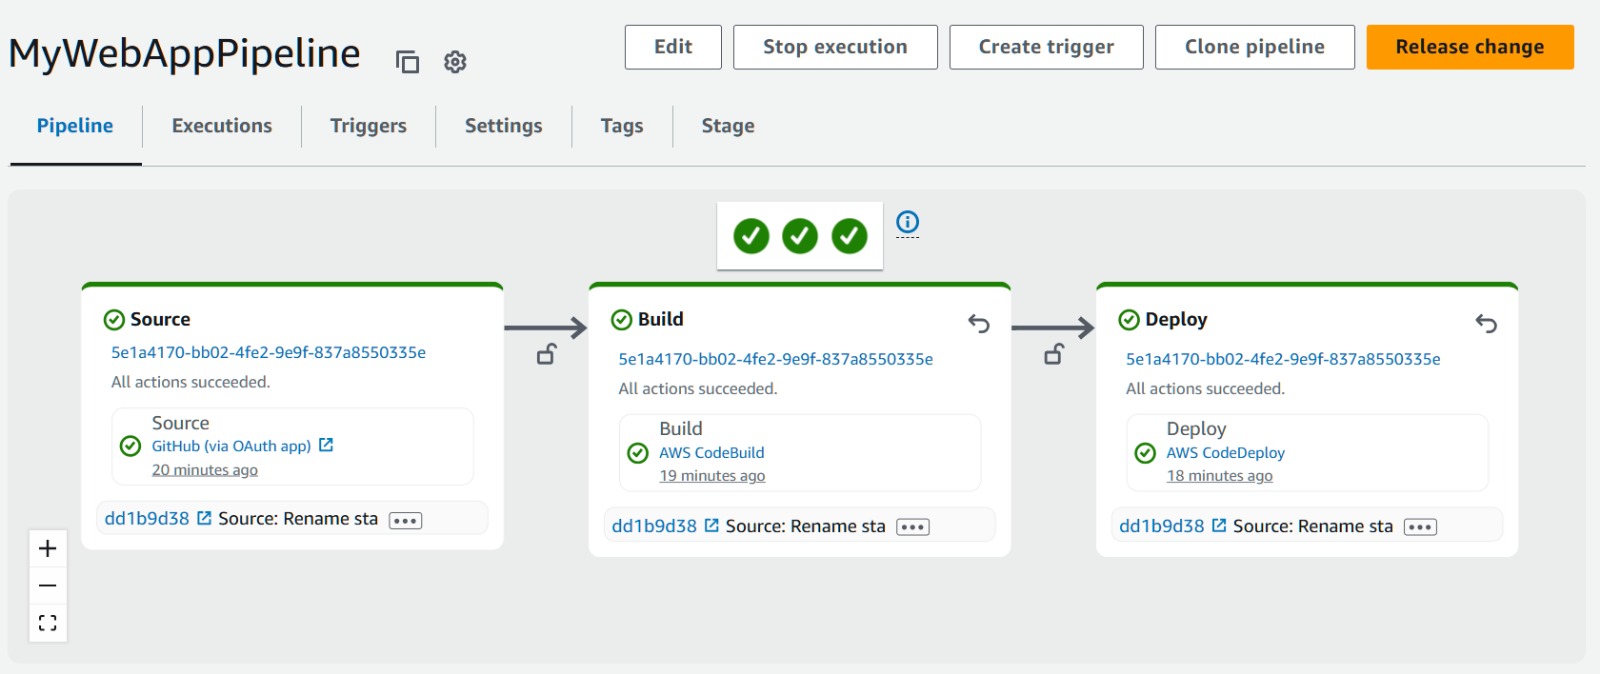 MyWebAppPipeline
Edit
Stop execution
Create trigger
Clone pipeline
Release change
Pipeline
Executions
Triggers
Settings
Tags
Stage
Source
5e1a4170-bb02-4fe2-9e9f-837a8550335e
All actions succeeded.
Source
GitHub (via OAuth app)
20 minutes ago
dd1b9d38 Source: Rename sta
Build
5e1a4170-bb02-4fe2-9e9f-837a8550335e
All actions succeeded.
Build
AWS CodeBuild
19 minutes ago
dd1b9d38 Source: Rename sta
Deploy
5e1a4170-bb02-4fe2-9e9f-837a8550335e
All actions succeeded.
Deploy
AWS CodeDeploy
18 minutes ago
dd1b9d38 Source: Rename sta